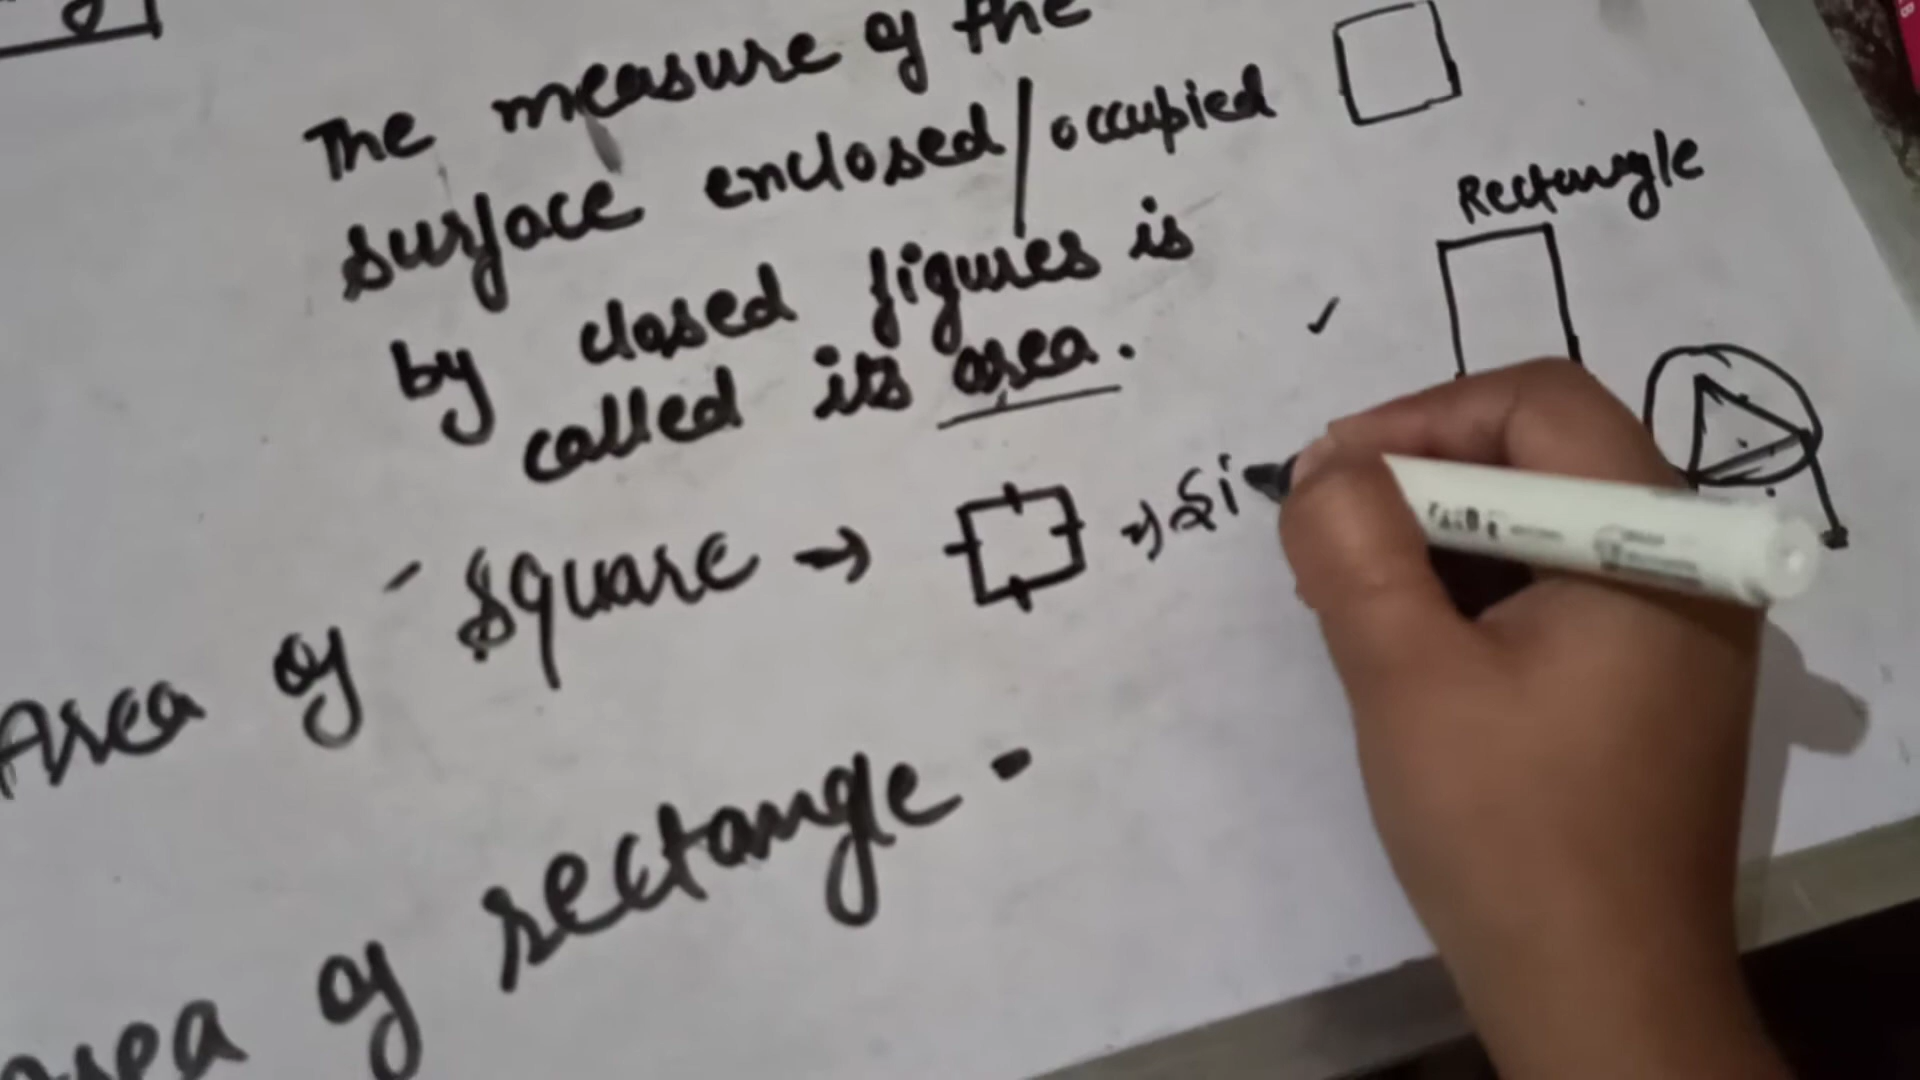 The measure of the
surface enclosed/occupied
by closed figures is
called its area.
Rectangle
Area of square → → Si
area of rectangle -